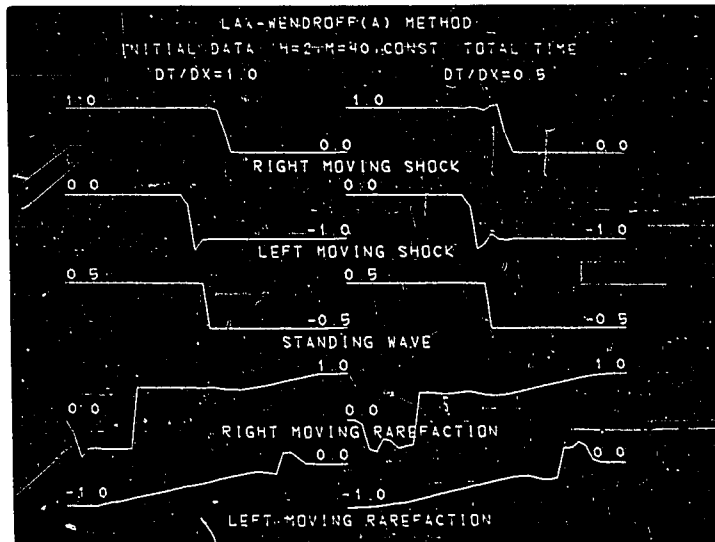 LAX-WENDROFF(A) METHOD
INITIAL DATA H=2 M=40 CONST TOTAL TIME
DT/DX=1.0 DT/DX=0.5
1.0 1.0
0.0 0.0
RIGHT MOVING SHOCK
0.0 0.0
-1.0 -1.0
LEFT MOVING SHOCK
0.5 0.5
-0.5 -0.5
STANDING WAVE
1.0 1.0
0.0 0.0
RIGHT MOVING RAREFACTION
0.0 0.0
-1.0 -1.0
LEFT MOVING RAREFACTION